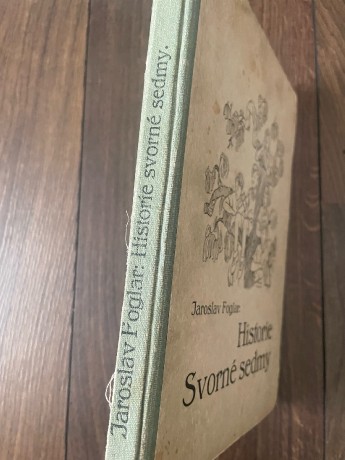 Jaroslav Foglar: Historie svorné sedmy.
Jaroslav Foglar:
Historie
Svorné sedmy